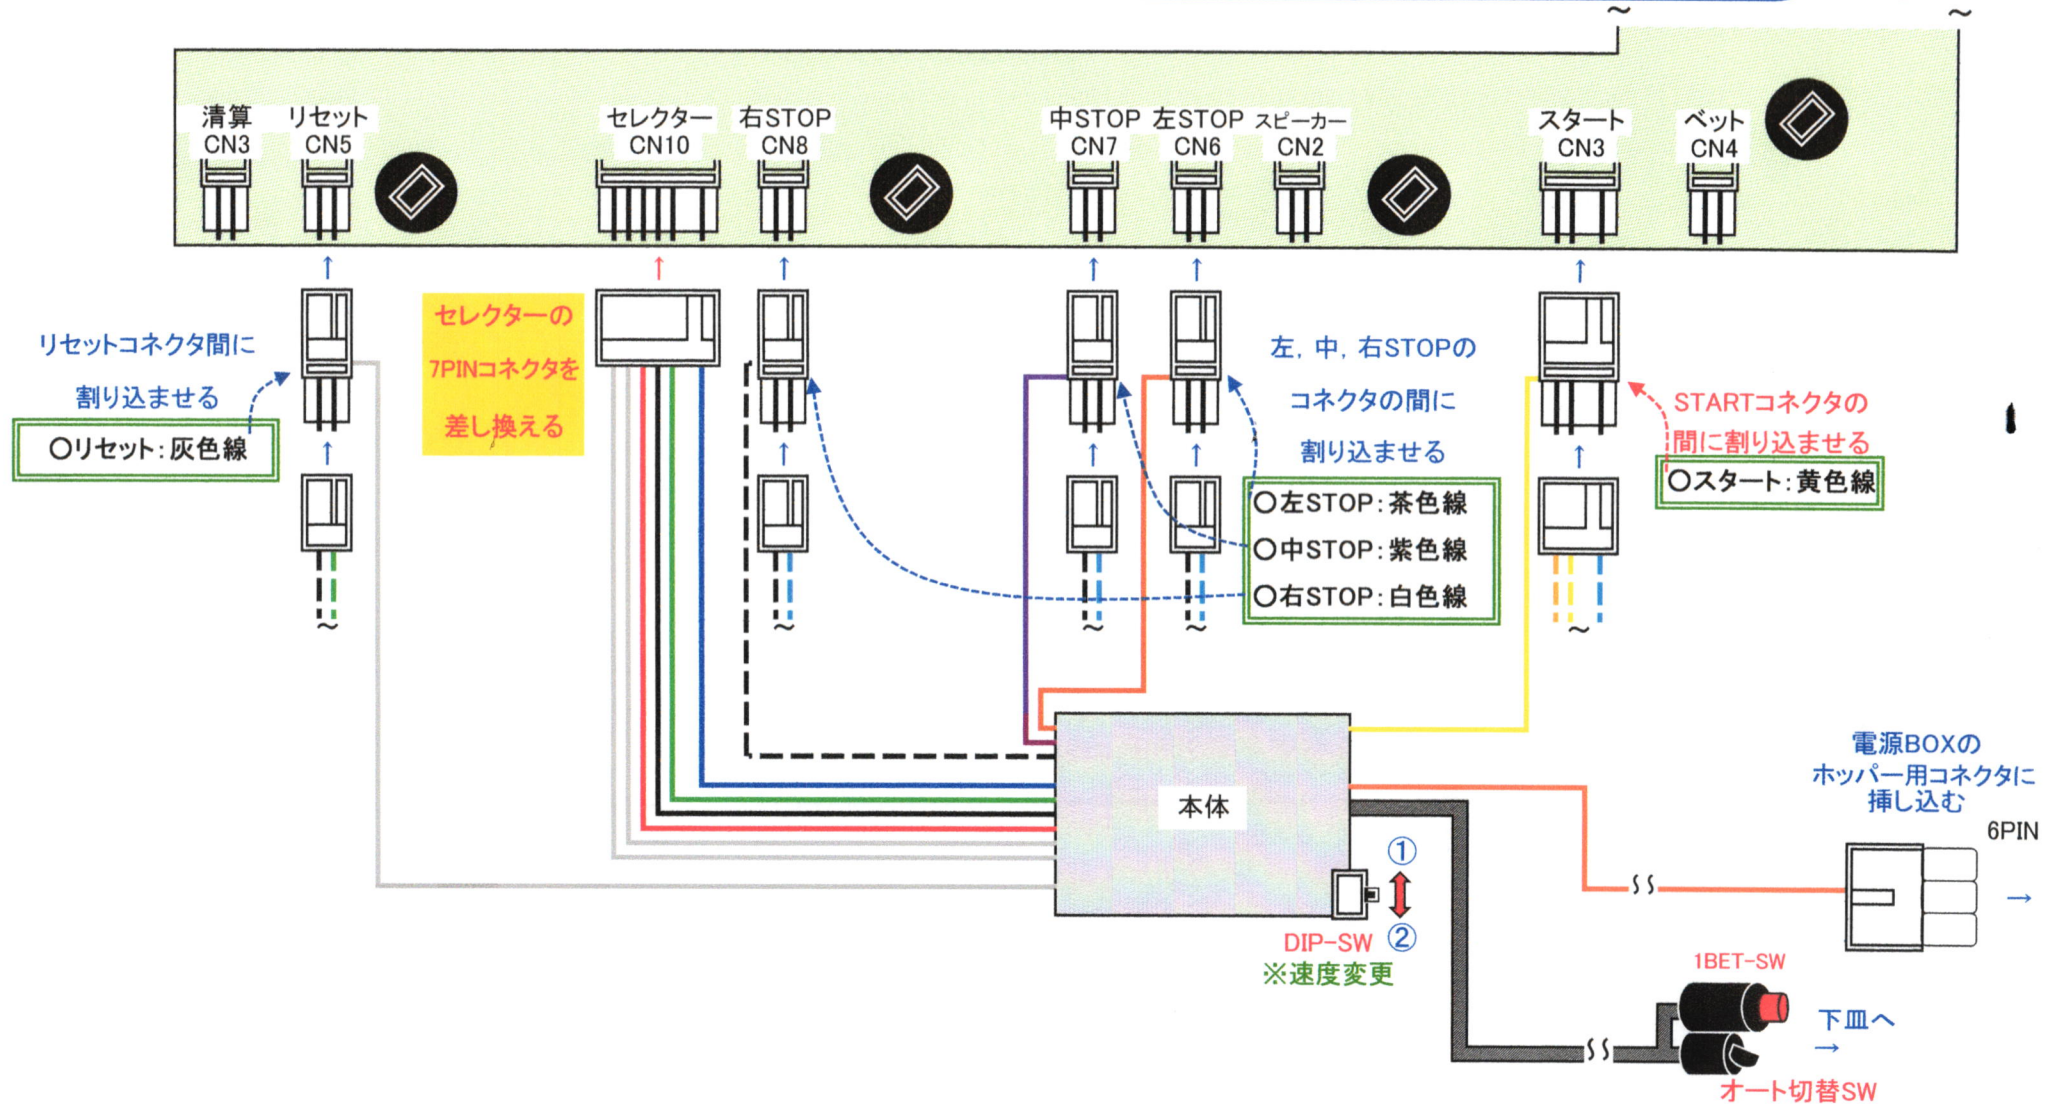 清算
CN3
リセット
CN5
セレクター
CN10
右STOP
CN8
中STOP
CN7
左STOP
CN6
スピーカー
CN2
スタート
CN3
ベット
CN4
リセットコネクタ間に
割り込ませる
○リセット：灰色線
セレクターの
7PINコネクタを
差し換える
左，中，右STOPの
コネクタの間に
割り込ませる
○左STOP：茶色線
○中STOP：紫色線
○右STOP：白色線
STARTコネクタの
間に割り込ませる
○スタート：黄色線
本体
①
②
DIP-SW
※速度変更
電源BOXの
ホッパー用コネクタに
挿し込む
6PIN
1BET-SW
下皿へ
オート切替SW